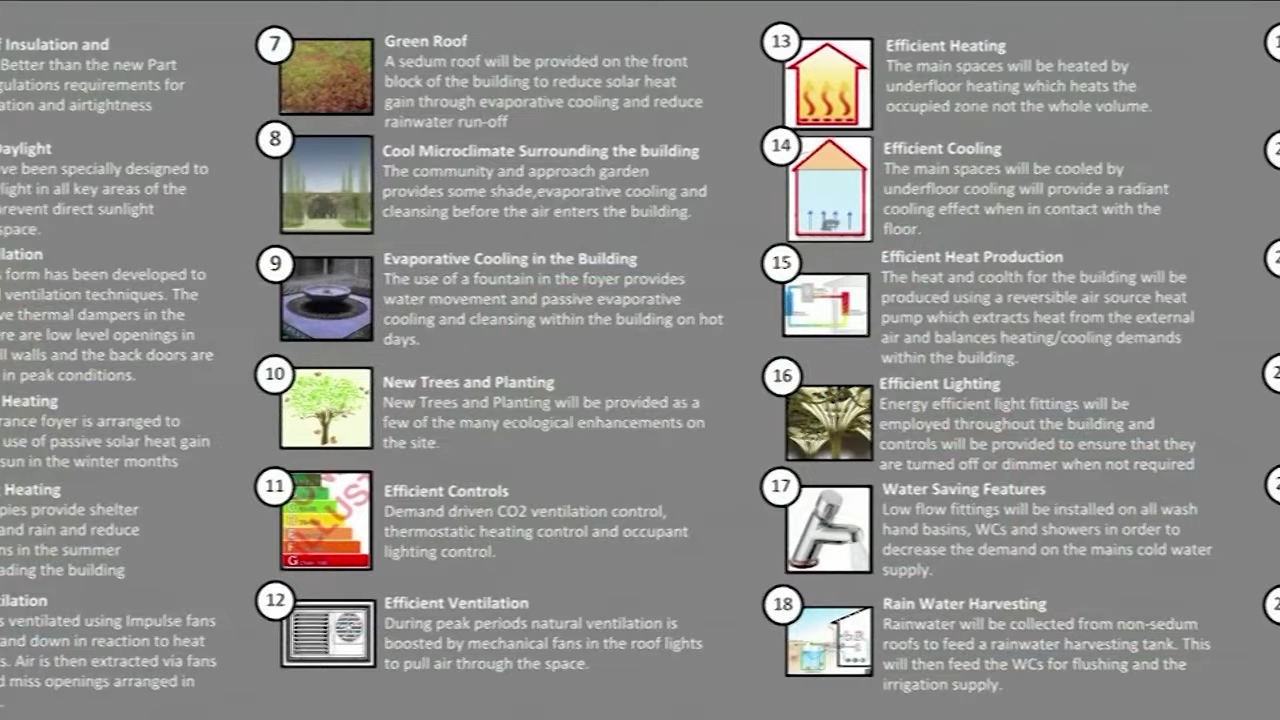 f Insulation and
Better than the new Part
gulations requirements for
ation and airtightness
Daylight
ve been specially designed to
light in all key areas of the
prevent direct sunlight
space.
ilation
s form has been developed to
l ventilation techniques. The
ve thermal dampers in the
ere are low level openings in
ll walls and the back doors are
in peak conditions.
Heating
rance foyer is arranged to
use of passive solar heat gain
sun in the winter months
g Heating
pies provide shelter
and rain and reduce
ns in the summer
ading the building
tilation
s ventilated using Impulse fans
and down in reaction to heat
s. Air is then extracted via fans
d miss openings arranged in
7
Green Roof
A sedum roof will be provided on the front
block of the building to reduce solar heat
gain through evaporative cooling and reduce
rainwater run-off
8
Cool Microclimate Surrounding the building
The community and approach garden
provides some shade,evaporative cooling and
cleansing before the air enters the building.
9
Evaporative Cooling in the Building
The use of a fountain in the foyer provides
water movement and passive evaporative
cooling and cleansing within the building on hot
days.
10
New Trees and Planting
New Trees and Planting will be provided as a
few of the many ecological enhancements on
the site.
11
G
Efficient Controls
Demand driven CO2 ventilation control,
thermostatic heating control and occupant
lighting control.
12
Efficient Ventilation
During peak periods natural ventilation is
boosted by mechanical fans in the roof lights
to pull air through the space.
13
Efficient Heating
The main spaces will be heated by
underfloor heating which heats the
occupied zone not the whole volume.
14
Efficient Cooling
The main spaces will be cooled by
underfloor cooling will provide a radiant
cooling effect when in contact with the
floor.
15
Efficient Heat Production
The heat and coolth for the building will be
produced using a reversible air source heat
pump which extracts heat from the external
air and balances heating/cooling demands
within the building.
16
Efficient Lighting
Energy efficient light fittings will be
employed throughout the building and
controls will be provided to ensure that they
are turned off or dimmer when not required
17
Water Saving Features
Low flow fittings will be installed on all wash
hand basins, WCs and showers in order to
decrease the demand on the mains cold water
supply.
18
Rain Water Harvesting
Rainwater will be collected from non-sedum
roofs to feed a rainwater harvesting tank. This
will then feed the WCs for flushing and the
irrigation supply.